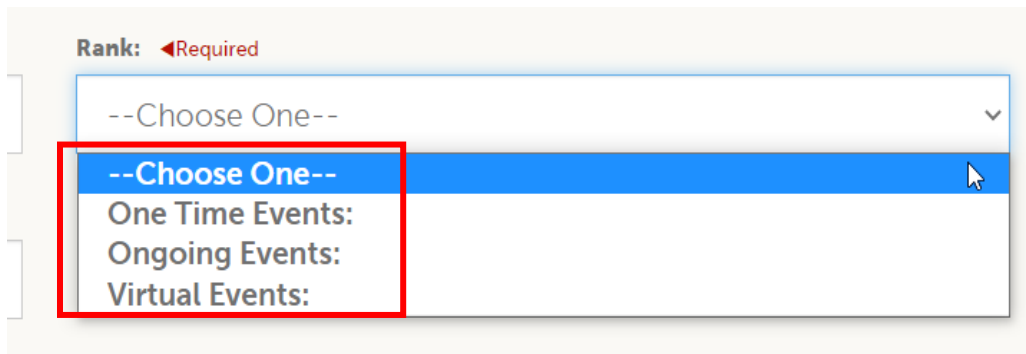 Rank: ◀Required
--Choose One--
--Choose One--
One Time Events:
Ongoing Events:
Virtual Events: